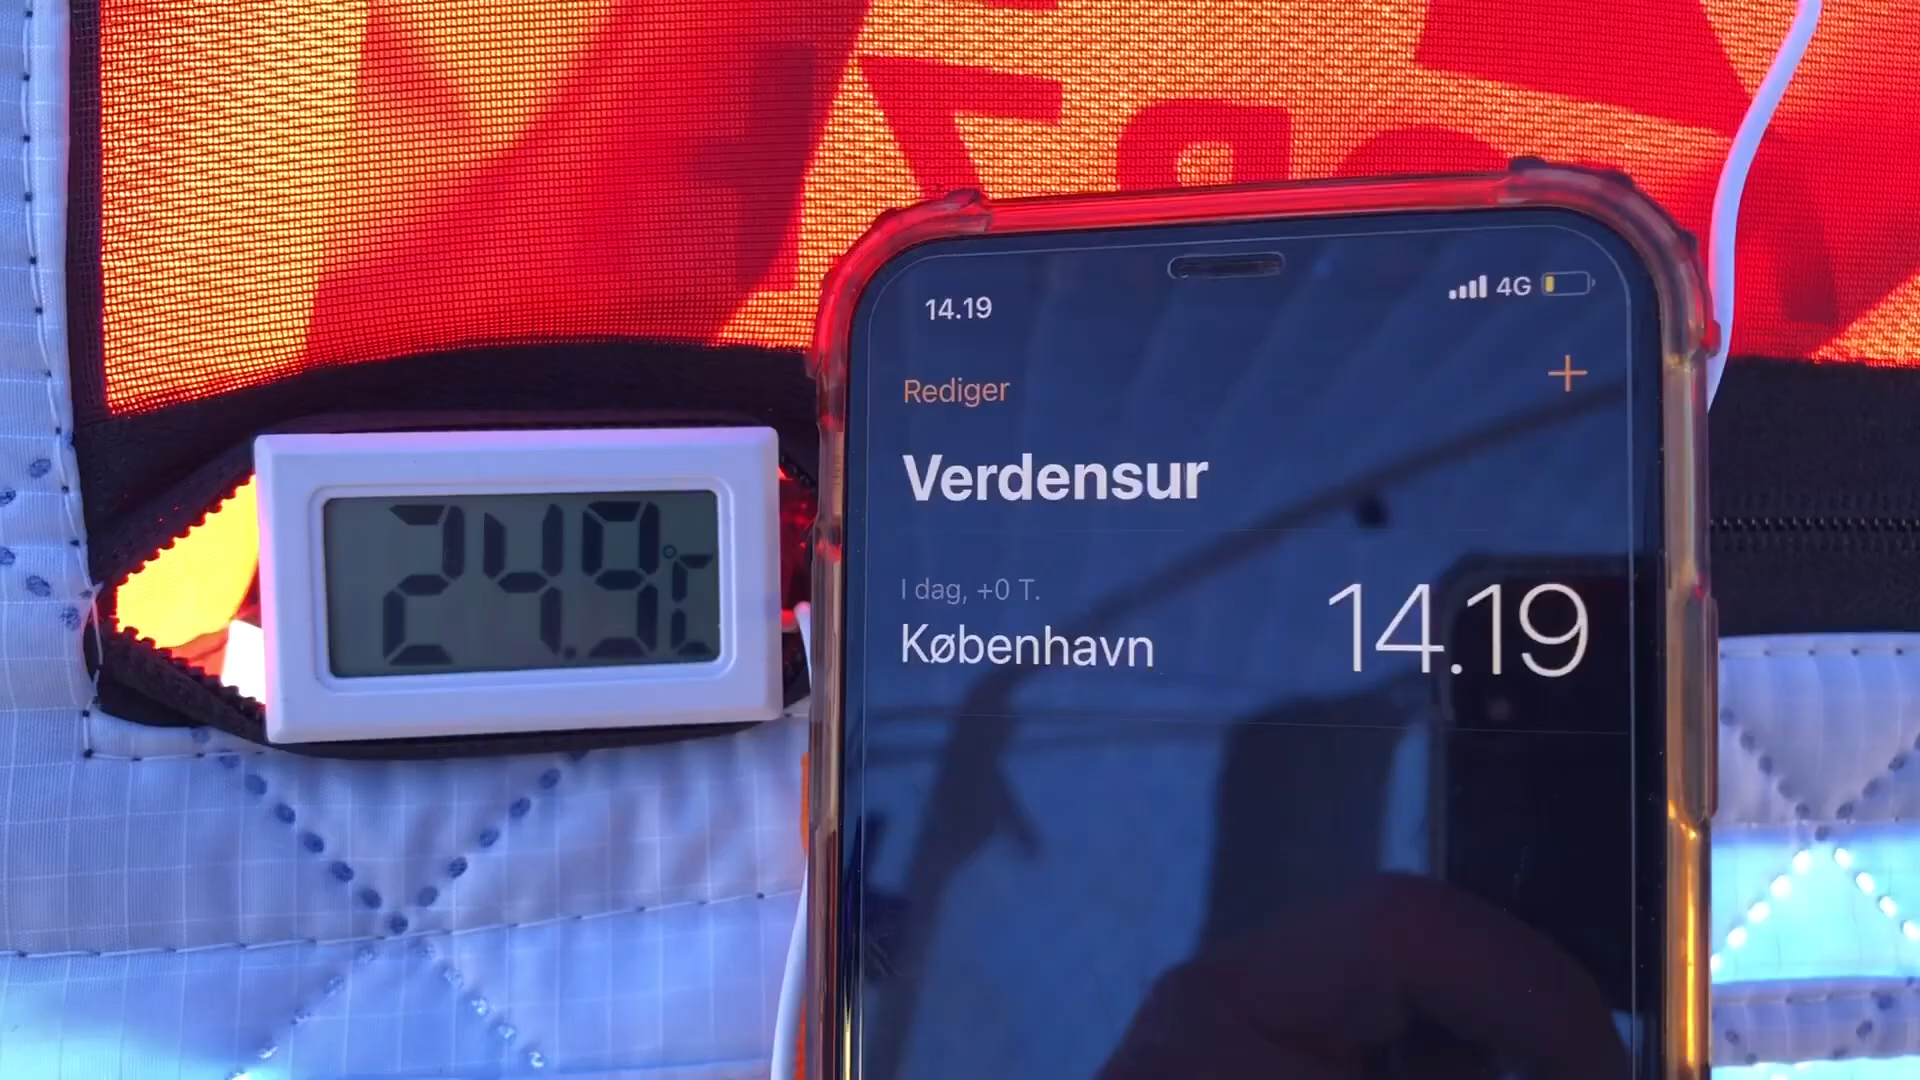 14.19
4G
Rediger
+
Verdensur
I dag, +0 T.
København
14.19
24.9°C